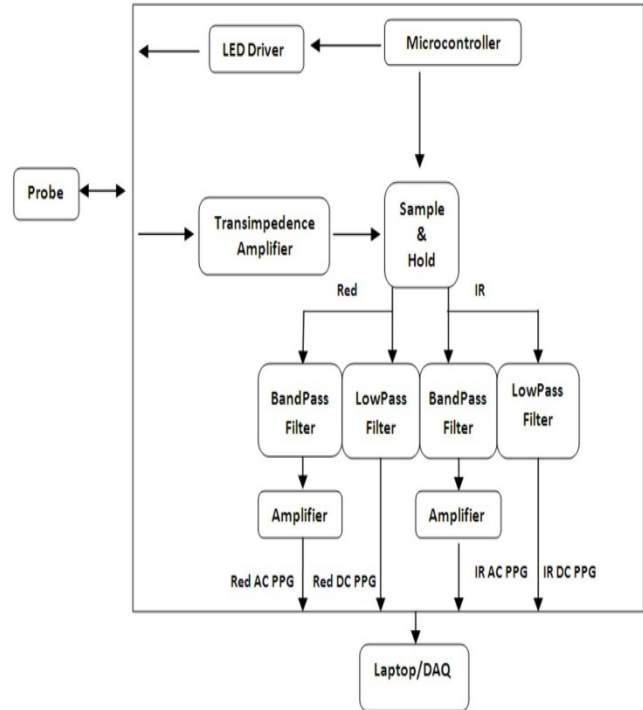 LED Driver
Microcontroller
Probe
Transimpedence
Amplifier
Sample
&
Hold
Red
IR
BandPass
Filter
LowPass
Filter
BandPass
Filter
LowPass
Filter
Amplifier
Amplifier
Red AC PPG
Red DC PPG
IR AC PPG
IR DC PPG
Laptop/DAQ